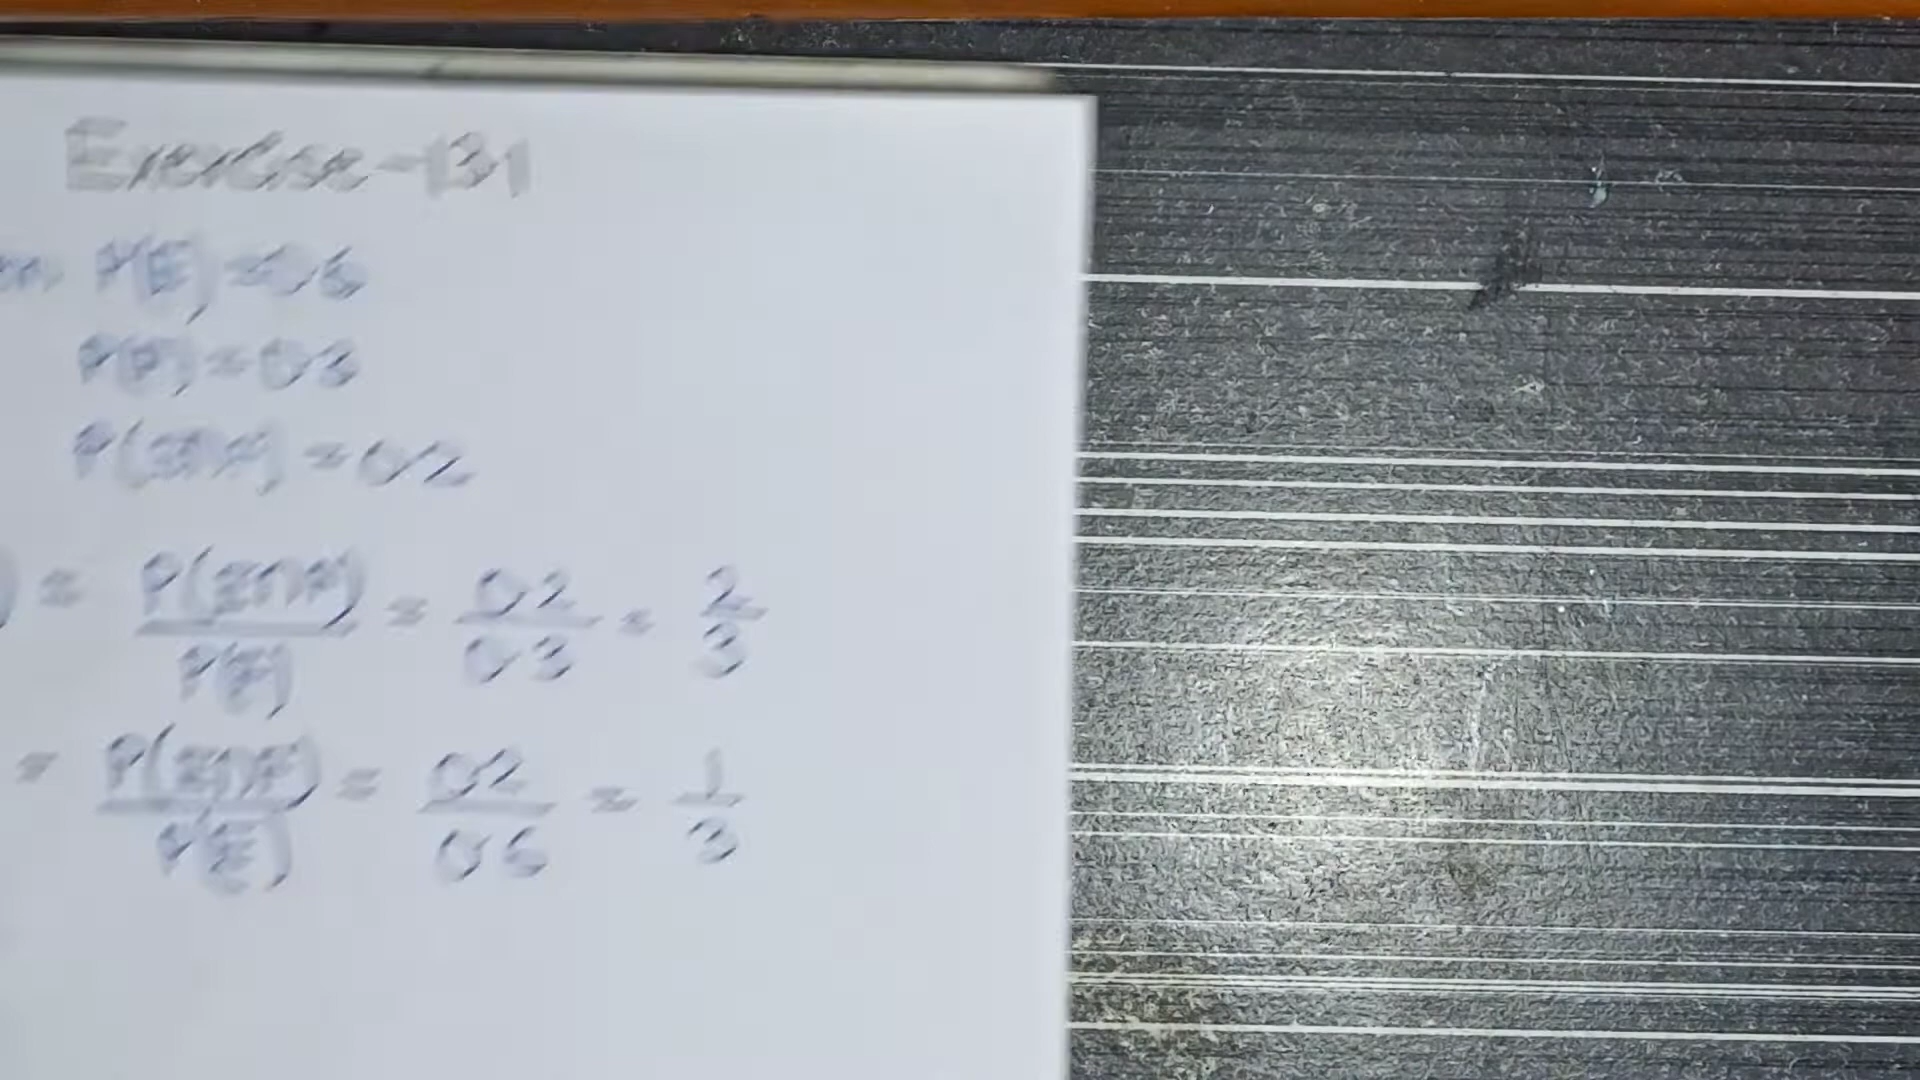 Exercise-13.1
en P(E) = 0.6
P(F) = 0.3
P(E∩F) = 0.2
) = P(E∩F)/P(F) = 0.2/0.3 = 2/3
= P(E∩F)/P(E) = 0.2/0.6 = 1/3